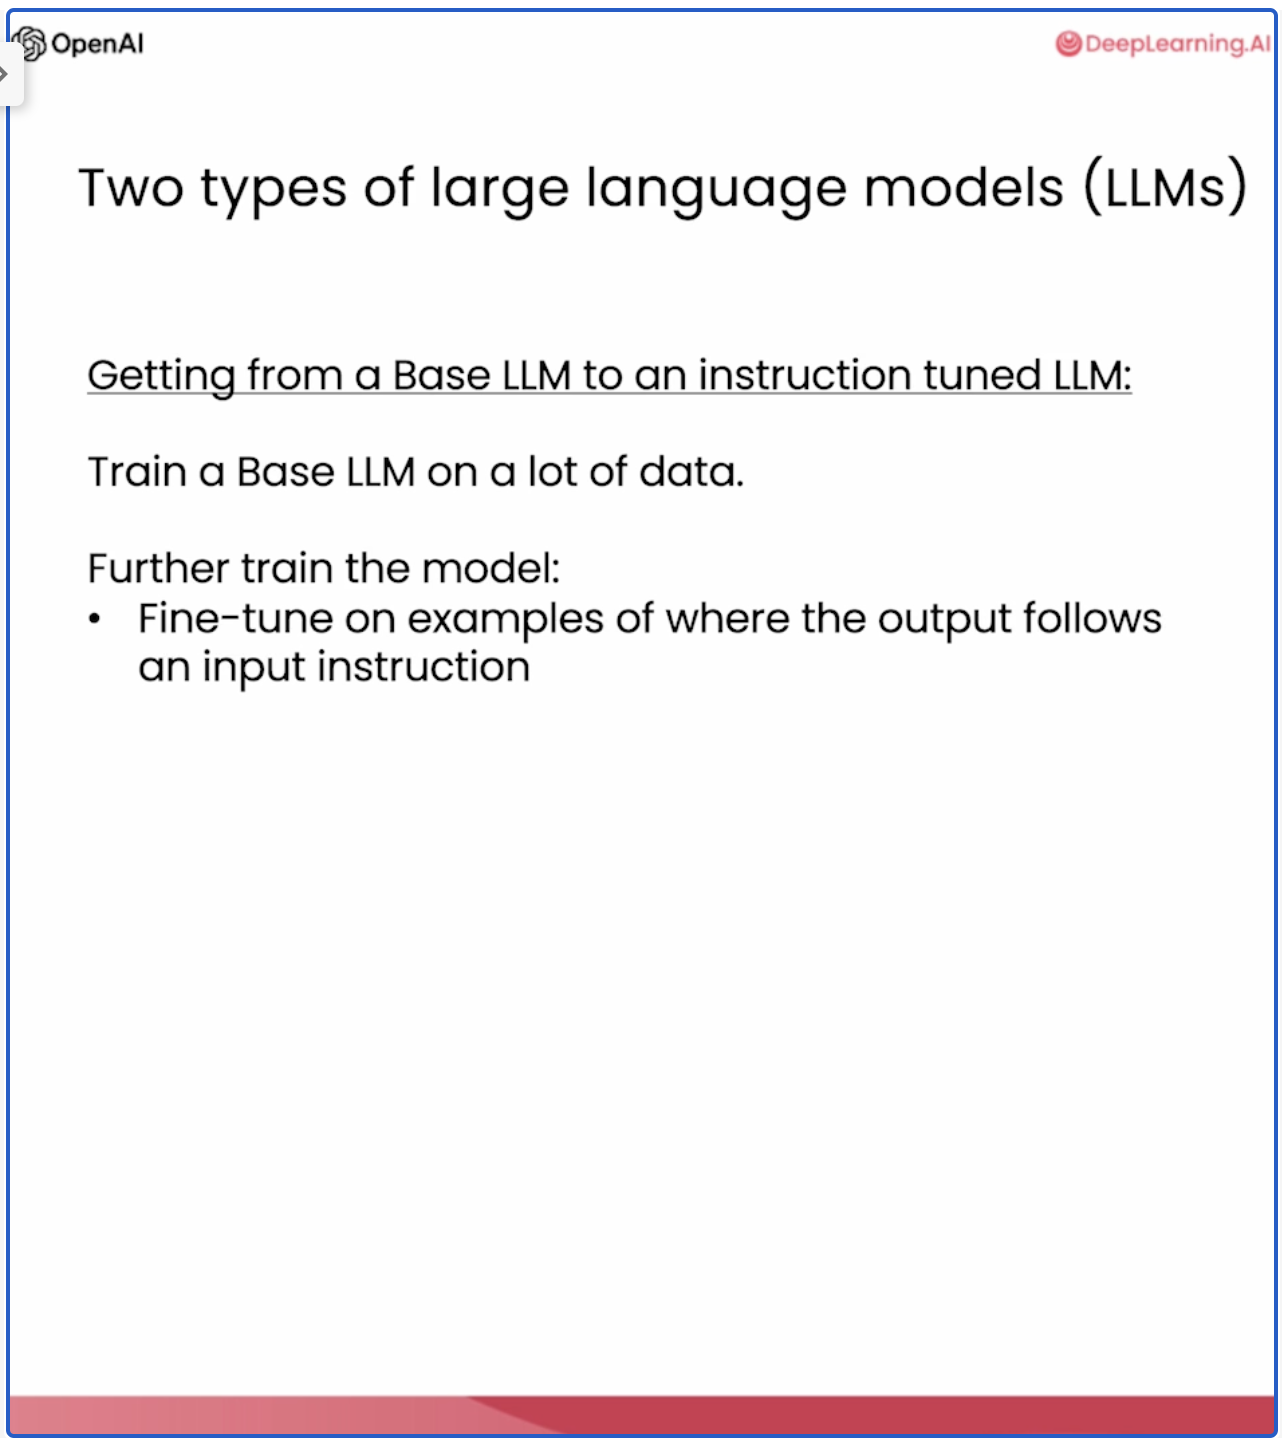 OpenAI
DeepLearning.AI
Two types of large language models (LLMs)
Getting from a Base LLM to an instruction tuned LLM:
Train a Base LLM on a lot of data.
Further train the model:
• Fine-tune on examples of where the output follows
an input instruction